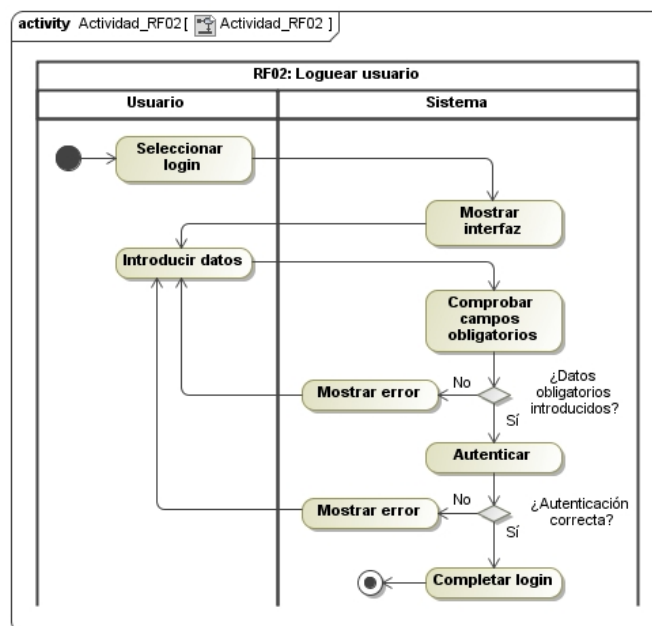 activity Actividad_RF02[ Actividad_RF02 ]
RF02: Loguear usuario
Usuario
Sistema
Seleccionar
login
Mostrar
interfaz
Introducir datos
Comprobar
campos
obligatorios
Mostrar error
No
¿Datos
obligatorios
introducidos?
Sí
Autenticar
Mostrar error
No
¿Autenticación
correcta?
Sí
Completar login